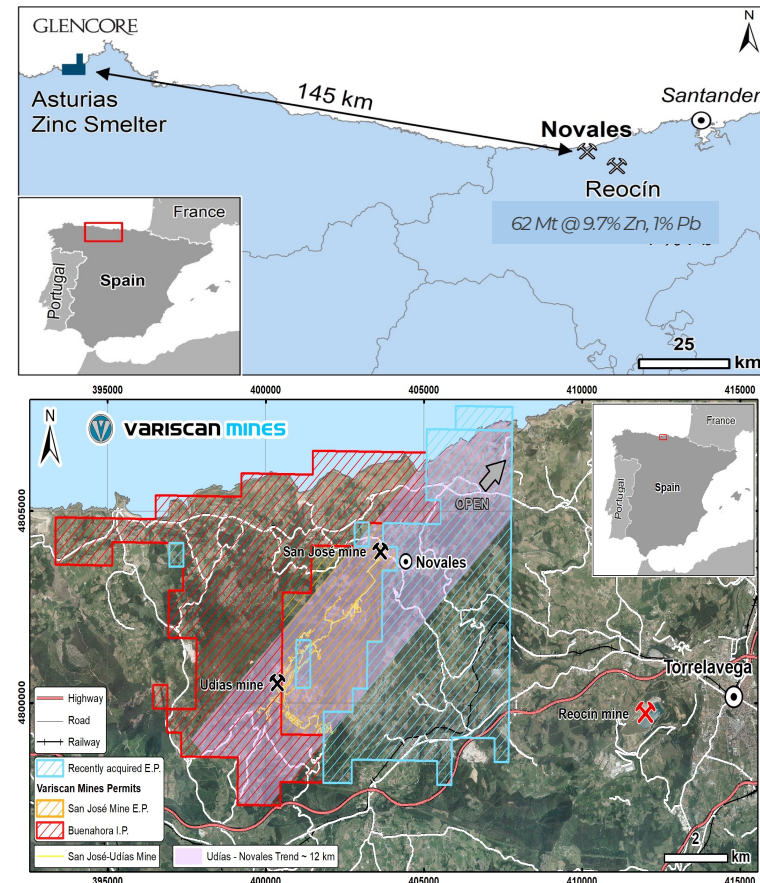 GLENCORE
N
Asturias
Zinc Smelter
145 km
Santander
Novales
Reocín
62 Mt @ 9.7% Zn, 1% Pb
France
Spain
Portugal
25
km
395000
400000
405000
410000
415000
N
VARISCAN MINES
France
Spain
Portugal
OPEN
4805000
San José mine
Novales
Torrelavega
Udías mine
4800000
Reocín mine
Highway
Road
Railway
Recently acquired E.P.
Variscan Mines Permits
San José Mine E.P.
Buenahora I.P.
San José-Udías Mine
Udías - Novales Trend ~ 12 km
2
km
395000
400000
405000
410000
415000